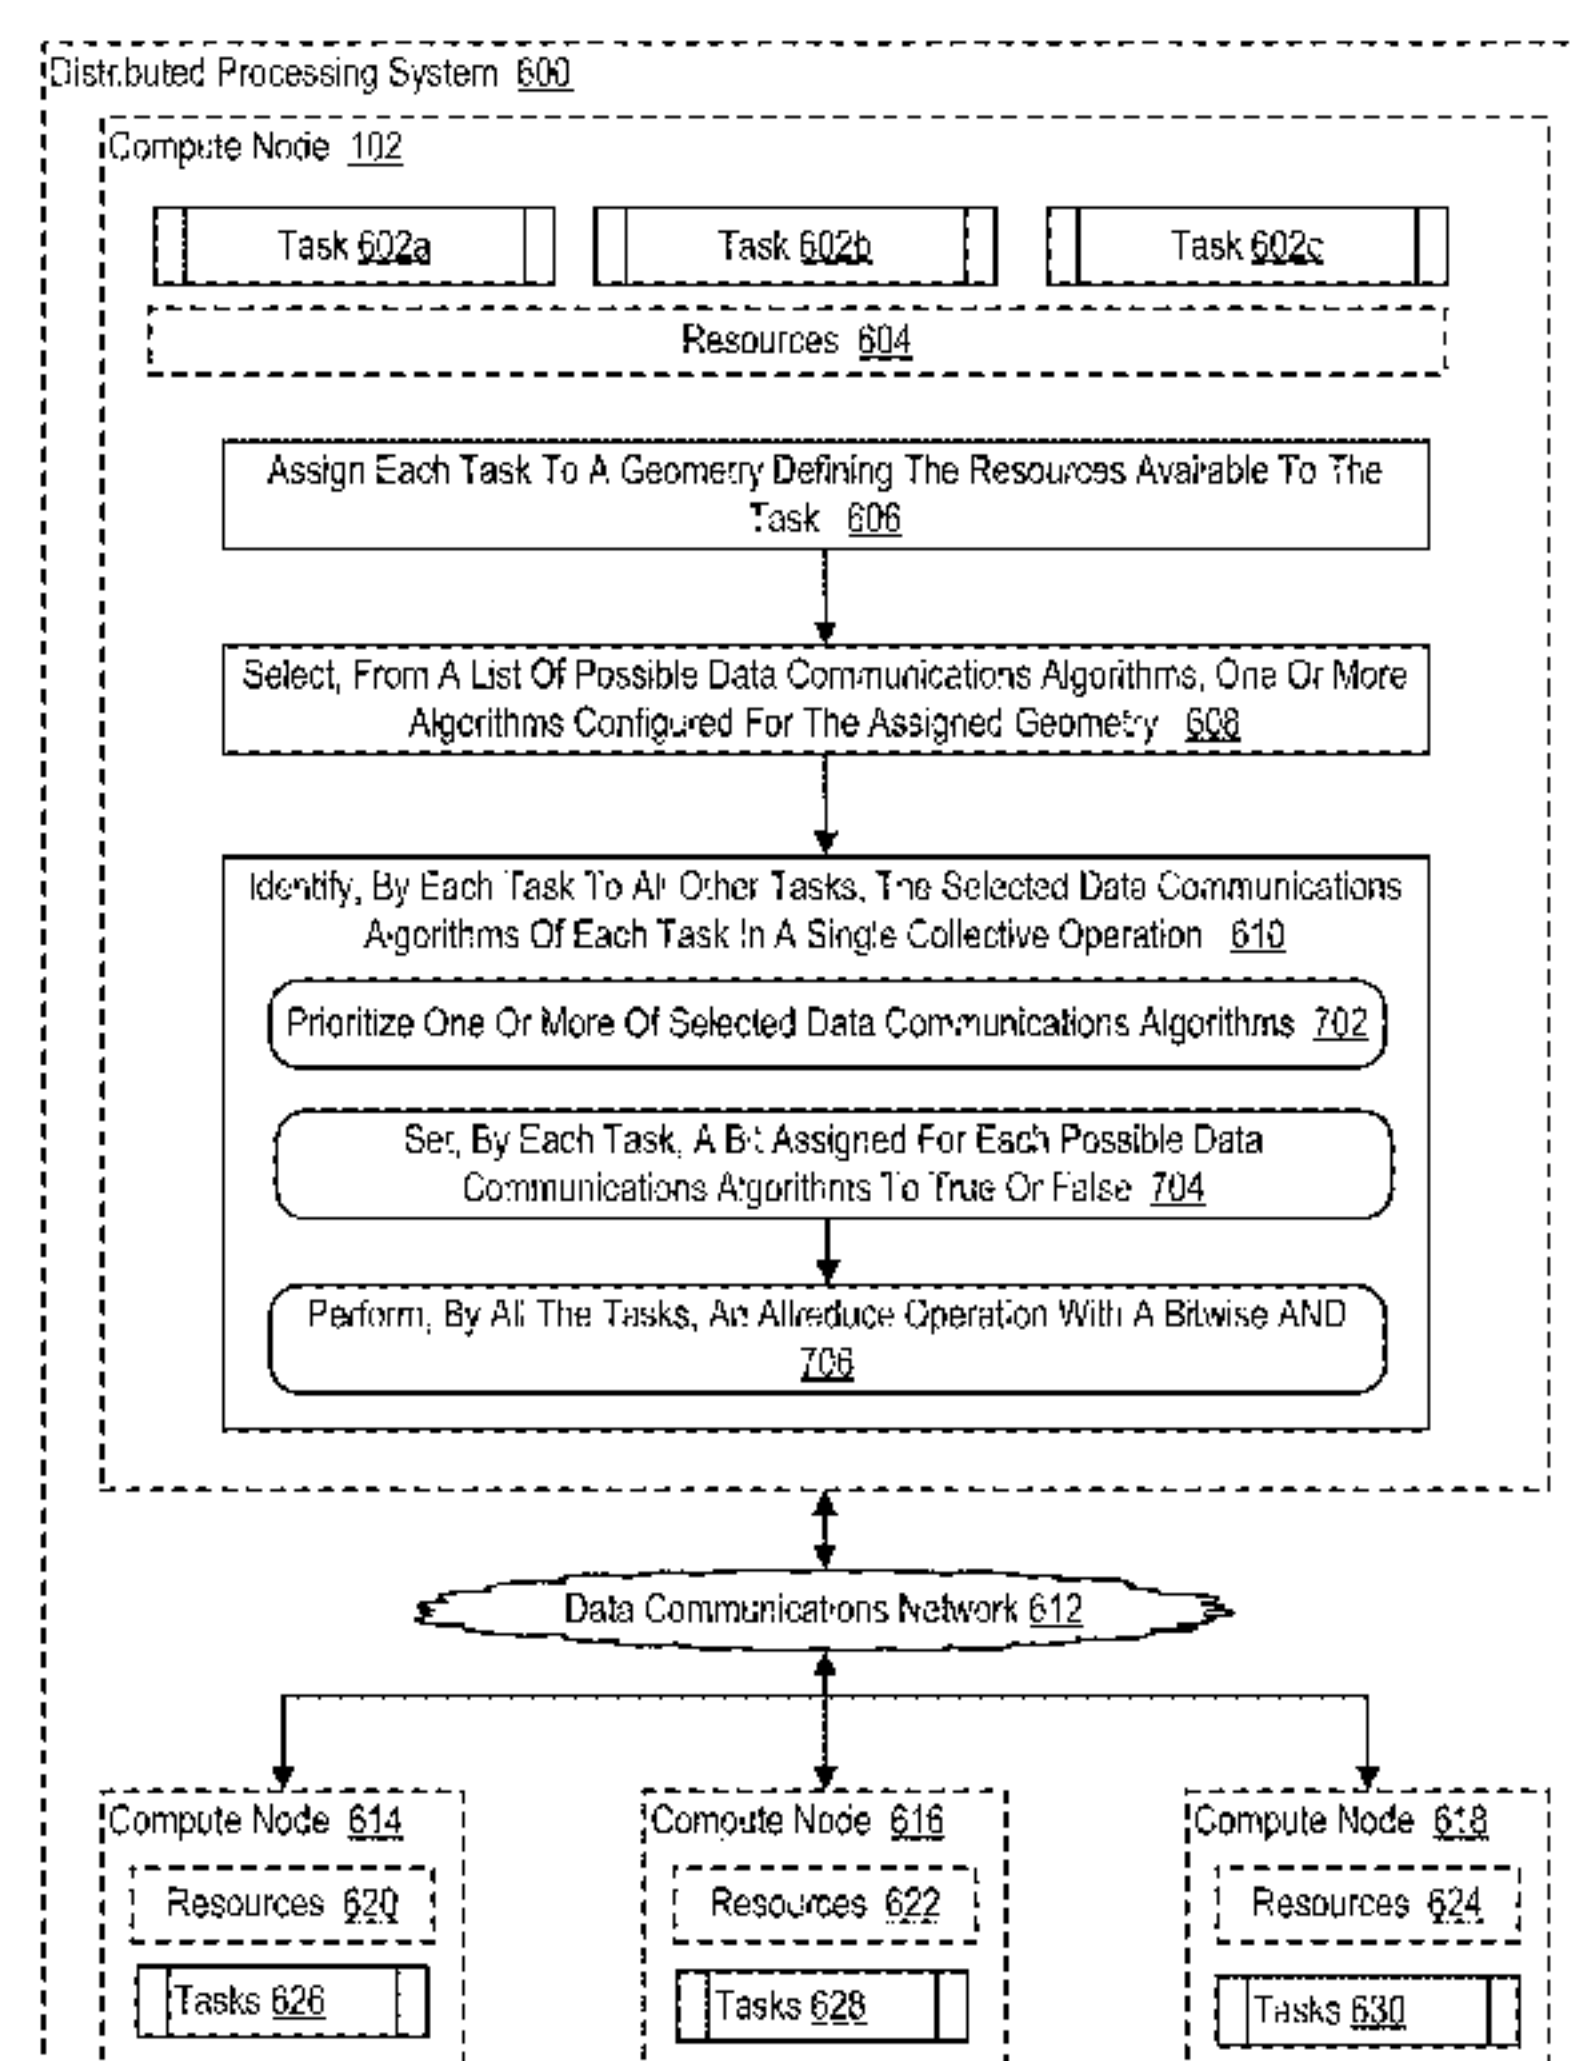 Distributed Processing System 600
Compute Node 102
Task 602a
Task 602b
Task 602c
Resources 604
Assign Each Task To A Geometry Defining The Resources Available To The
Task 606
Select, From A List Of Possible Data Communications Algorithms, One Or More
Algorithms Configured For The Assigned Geometry 608
Identify, By Each Task To All Other Tasks, The Selected Data Communications
Algorithms Of Each Task In A Single Collective Operation 610
Prioritize One Or More Of Selected Data Communications Algorithms 702
Set, By Each Task, A Bit Assigned For Each Possible Data
Communications Algorithms To True Or False 704
Perform, By All The Tasks, An Allreduce Operation With A Bitwise AND
706
Data Communications Network 612
Compute Node 614
Resources 620
Tasks 626
Compute Node 616
Resources 622
Tasks 628
Compute Node 618
Resources 624
Tasks 630